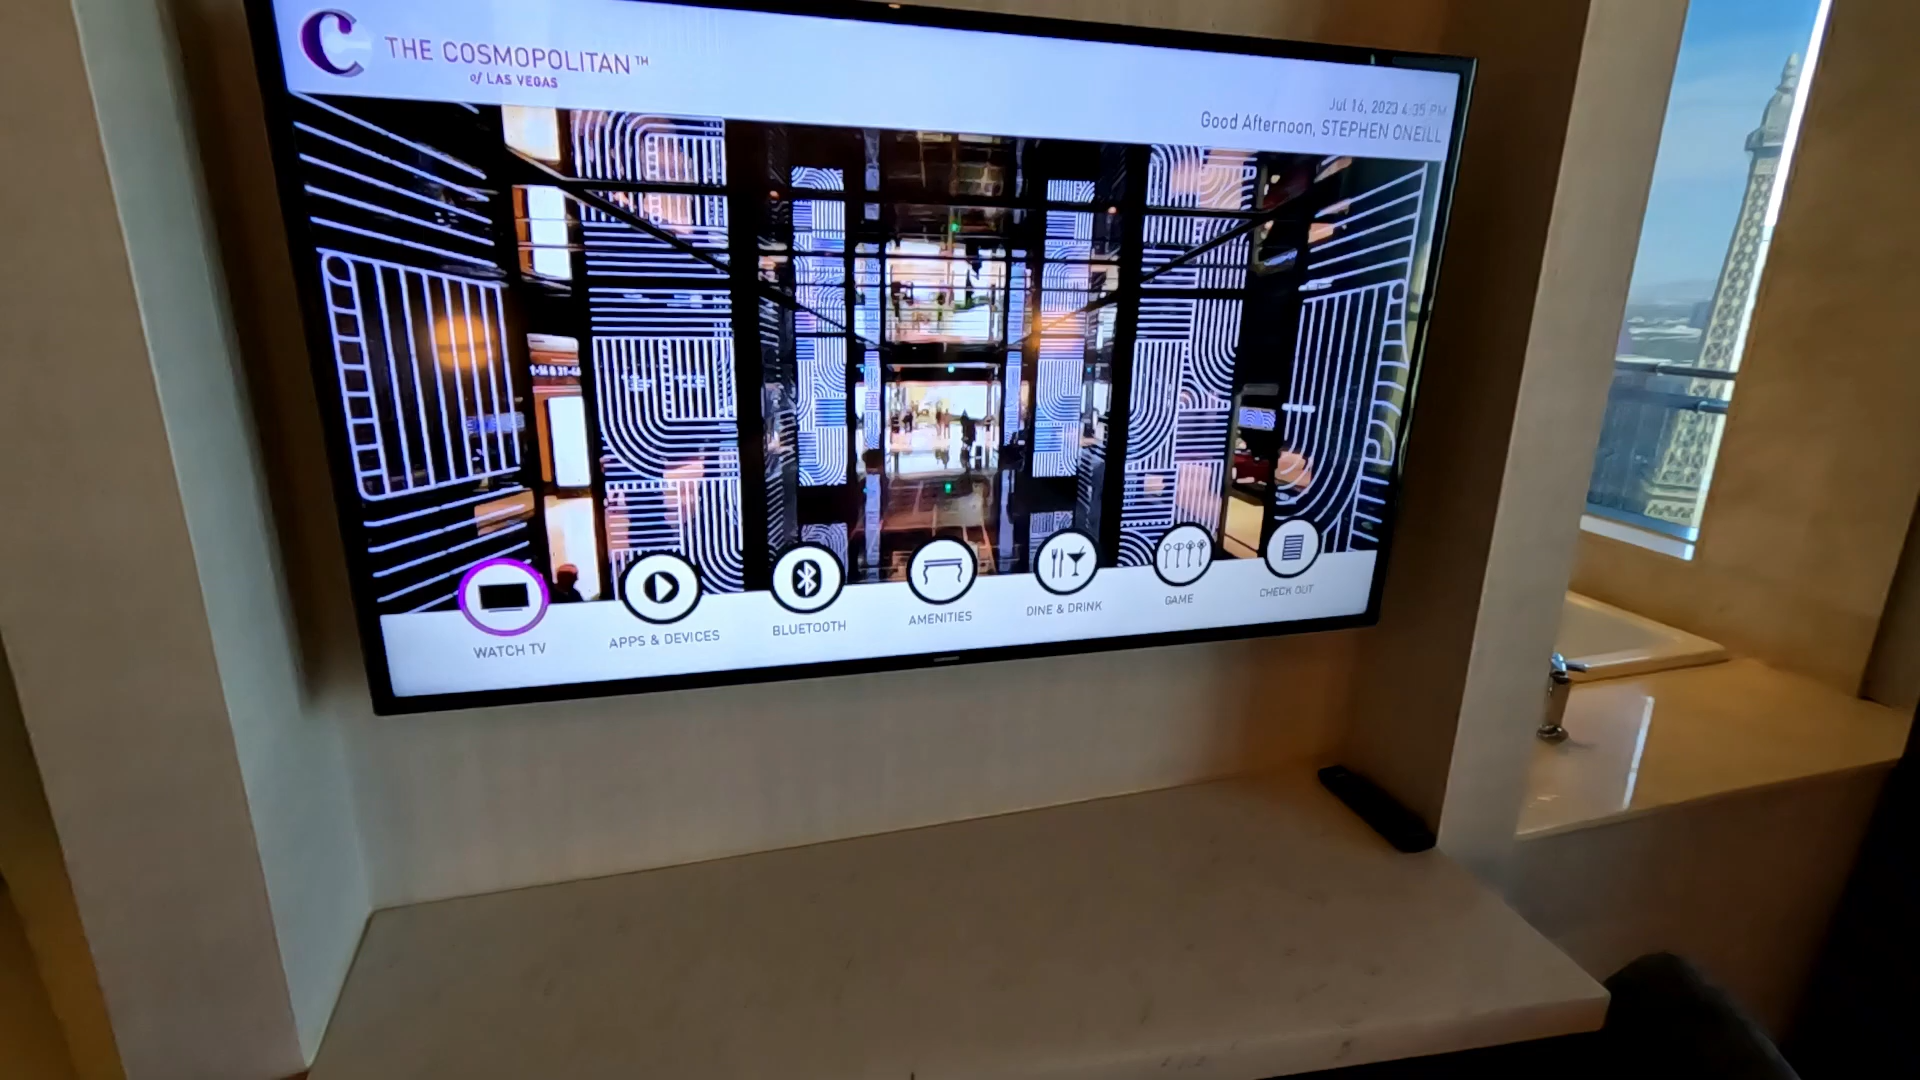 C THE COSMOPOLITAN™
of LAS VEGAS
Jul 16, 2023 4:35 PM
Good Afternoon, STEPHEN ONEILL
WATCH TV
APPS & DEVICES
BLUETOOTH
AMENITIES
DINE & DRINK
GAME
CHECK OUT